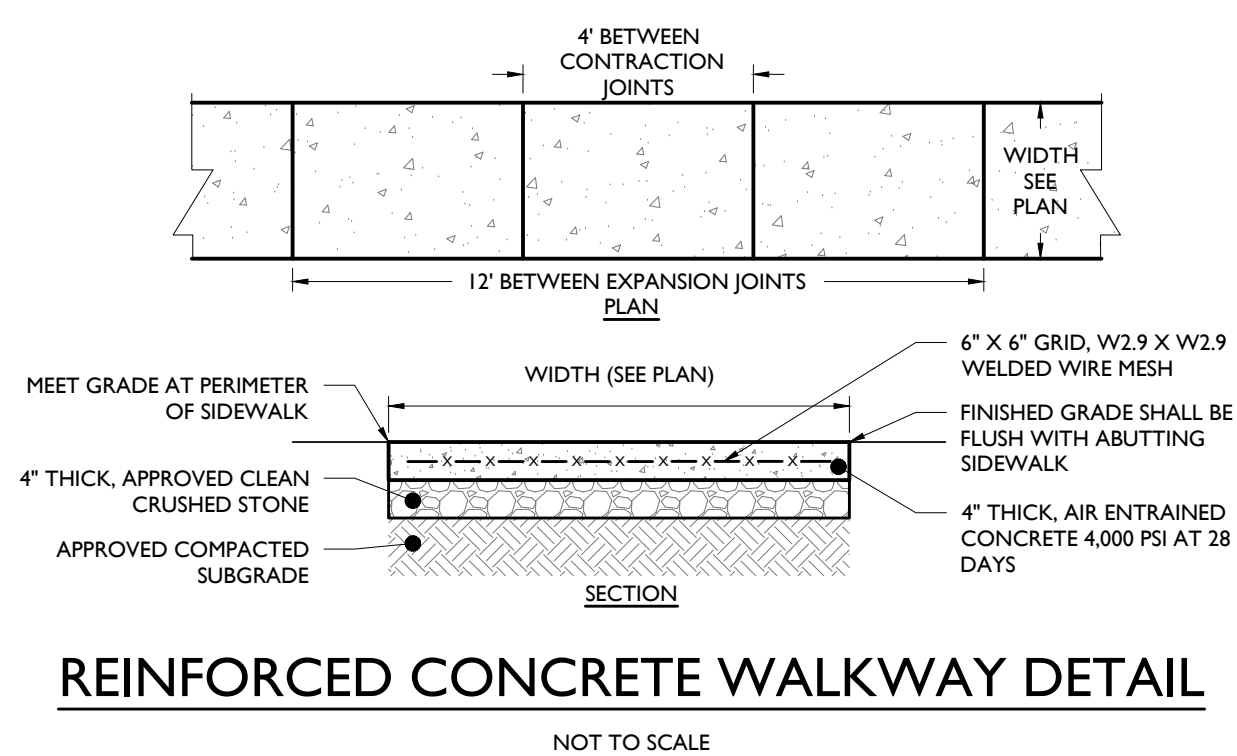 4' BETWEEN
CONTRACTION
JOINTS
WIDTH
SEE
PLAN
12' BETWEEN EXPANSION JOINTS
PLAN
MEET GRADE AT PERIMETER
OF SIDEWALK
4" THICK, APPROVED CLEAN
CRUSHED STONE
APPROVED COMPACTED
SUBGRADE
WIDTH (SEE PLAN)
X X X X X X X X X
6" X 6" GRID, W2.9 X W2.9
WELDED WIRE MESH
FINISHED GRADE SHALL BE
FLUSH WITH ABUTTING
SIDEWALK
4" THICK, AIR ENTRAINED
CONCRETE 4,000 PSI AT 28
DAYS
SECTION
REINFORCED CONCRETE WALKWAY DETAIL
NOT TO SCALE